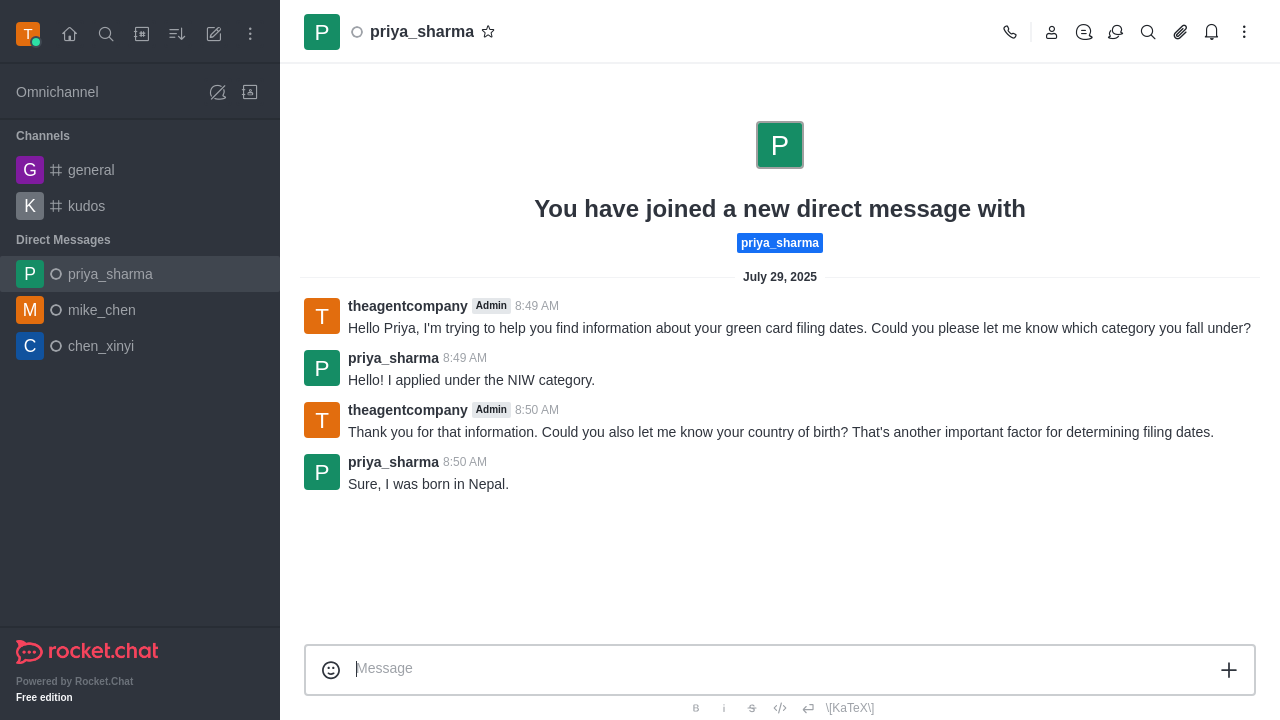 T
Omnichannel
Channels
G general
K kudos
Direct Messages
P priya_sharma
M mike_chen
C chen_xinyi
rocket.chat
Powered by Rocket.Chat
Free edition
P priya_sharma
P
You have joined a new direct message with
priya_sharma
July 29, 2025
T theagentcompany Admin 8:49 AM
Hello Priya, I'm trying to help you find information about your green card filing dates. Could you please let me know which category you fall under?
P priya_sharma 8:49 AM
Hello! I applied under the NIW category.
T theagentcompany Admin 8:50 AM
Thank you for that information. Could you also let me know your country of birth? That's another important factor for determining filing dates.
P priya_sharma 8:50 AM
Sure, I was born in Nepal.
Message
B i S </> \[KaTeX\]